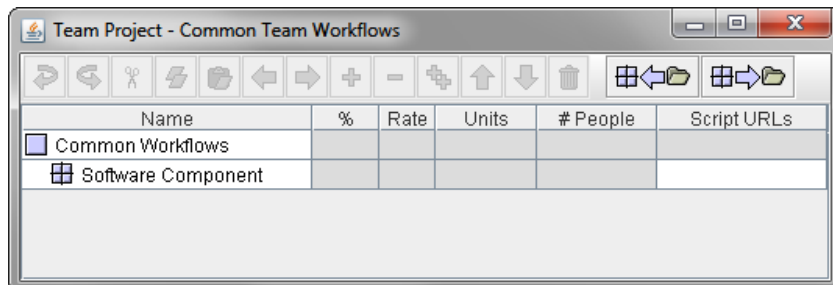 Team Project - Common Team Workflows
Name % Rate Units # People Script URLs
Common Workflows
Software Component